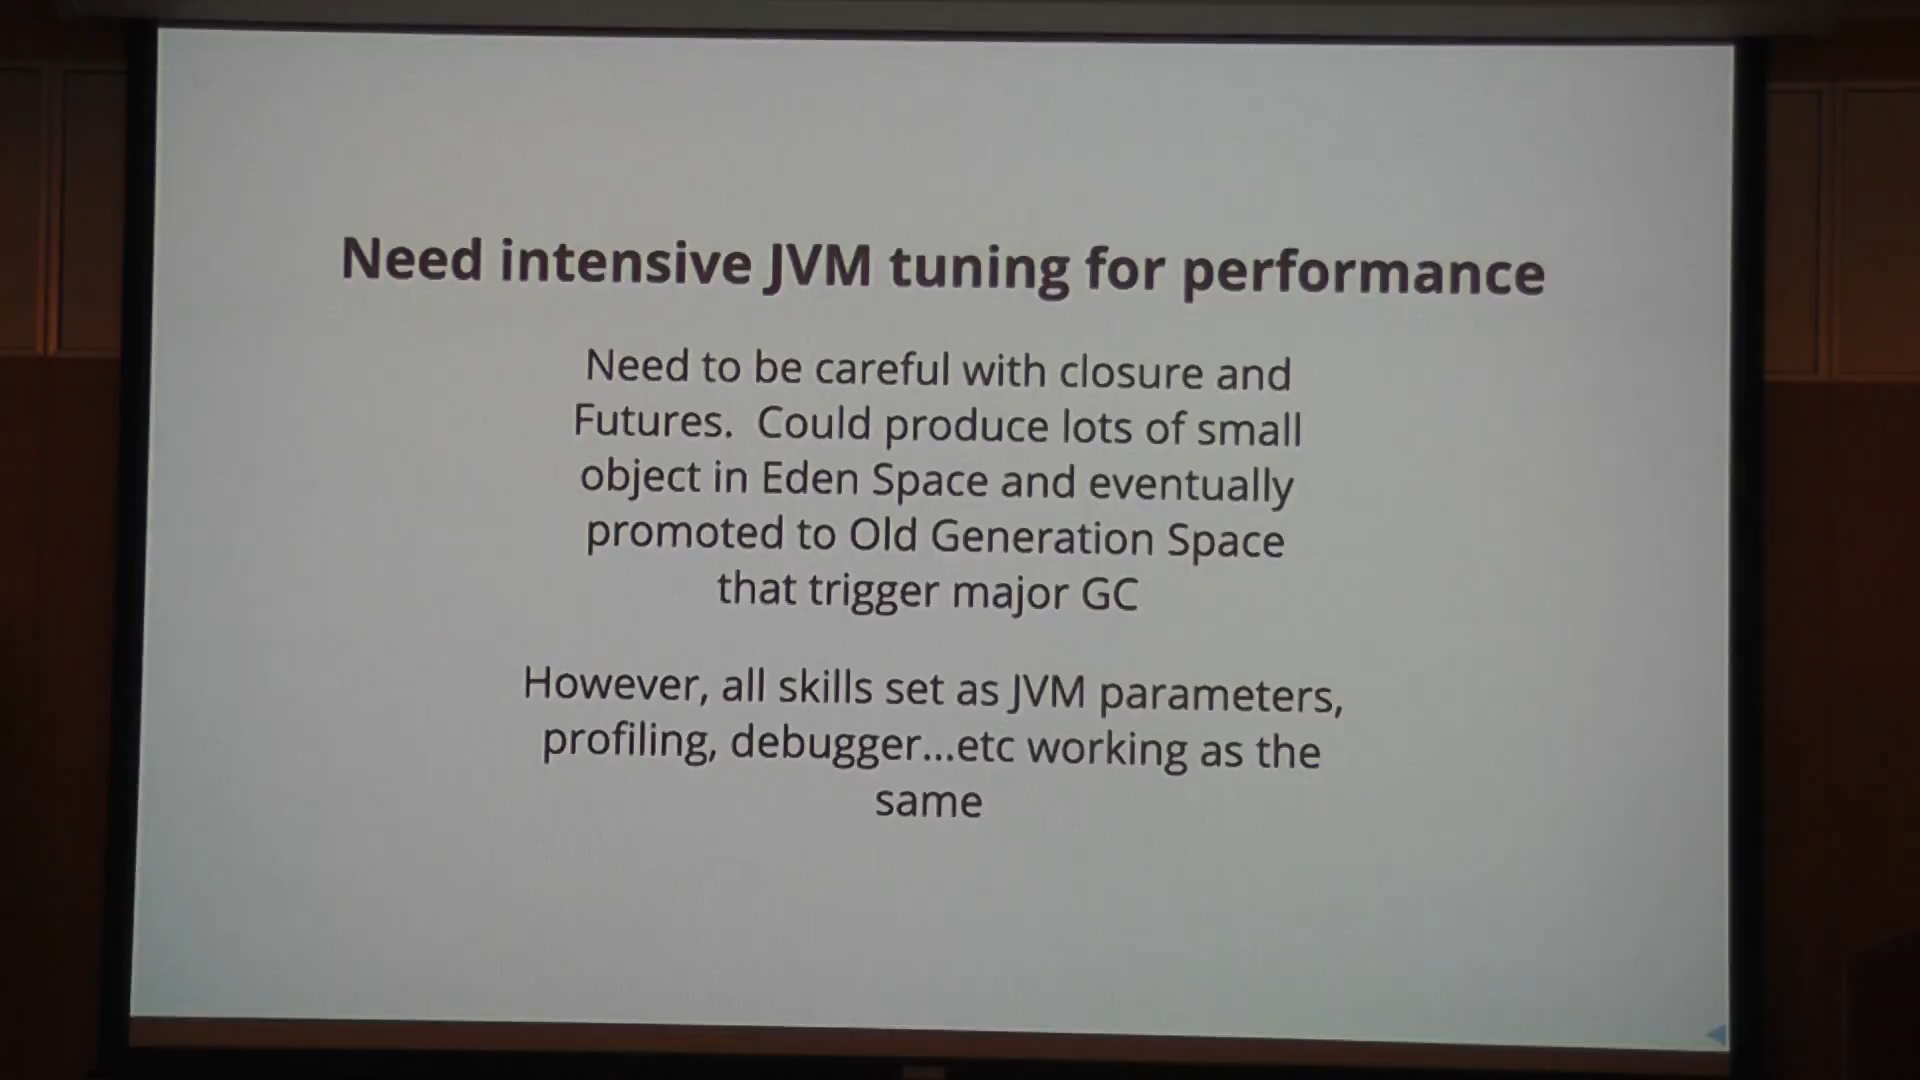 Need intensive JVM tuning for performance
Need to be careful with closure and
Futures.  Could produce lots of small
object in Eden Space and eventually
promoted to Old Generation Space
that trigger major GC
However, all skills set as JVM parameters,
profiling, debugger...etc working as the
same